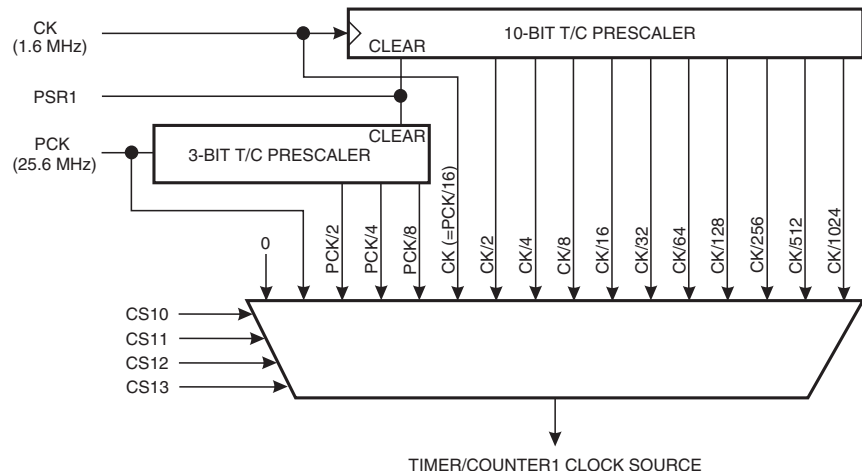 CK
(1.6 MHz)
10-BIT T/C PRESCALER
CLEAR
PSR1
CLEAR
PCK
(25.6 MHz)
3-BIT T/C PRESCALER
0
PCK/2
PCK/4
PCK/8
CK (=PCK/16)
CK/2
CK/4
CK/8
CK/16
CK/32
CK/64
CK/128
CK/256
CK/512
CK/1024
CS10
CS11
CS12
CS13
TIMER/COUNTER1 CLOCK SOURCE